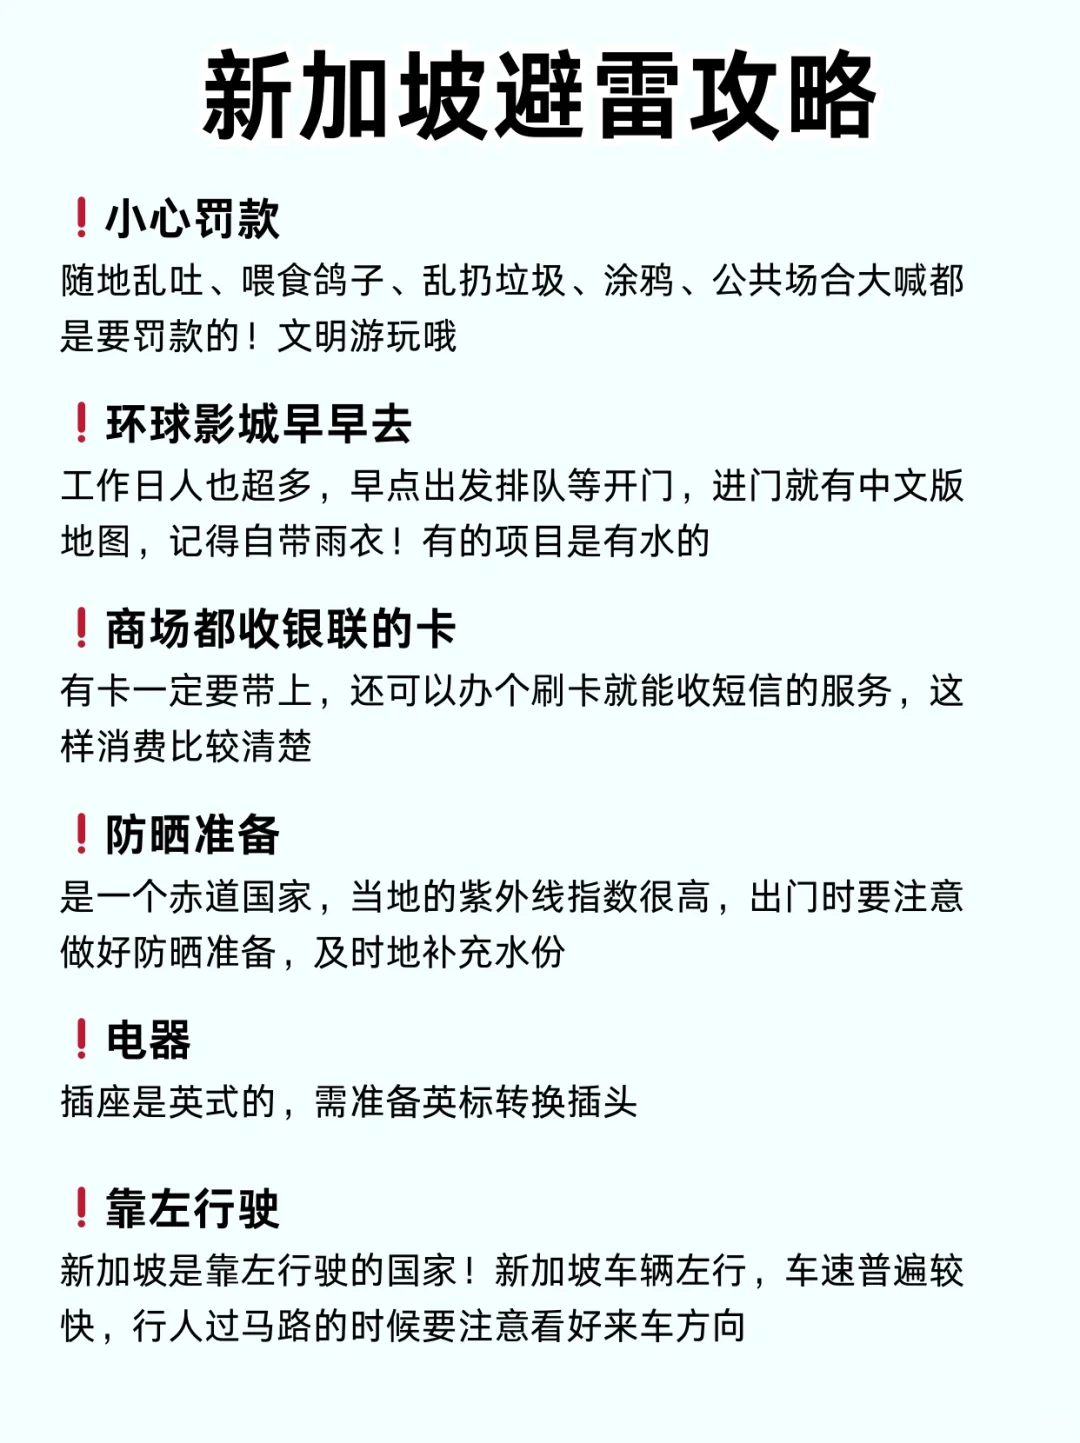 新加坡避雷攻略
❗小心罚款
随地乱吐、喂食鸽子、乱扔垃圾、涂鸦、公共场合大喊都
是要罚款的！文明游玩哦
❗环球影城早早去
工作日人也超多，早点出发排队等开门，进门就有中文版
地图，记得自带雨衣！有的项目是有水的
❗商场都收银联的卡
有卡一定要带上，还可以办个刷卡就能收短信的服务，这
样消费比较清楚
❗防晒准备
是一个赤道国家，当地的紫外线指数很高，出门时要注意
做好防晒准备，及时地补充水份
❗电器
插座是英式的，需准备英标转换插头
❗靠左行驶
新加坡是靠左行驶的国家！新加坡车辆左行，车速普遍较
快，行人过马路的时候要注意看好来车方向